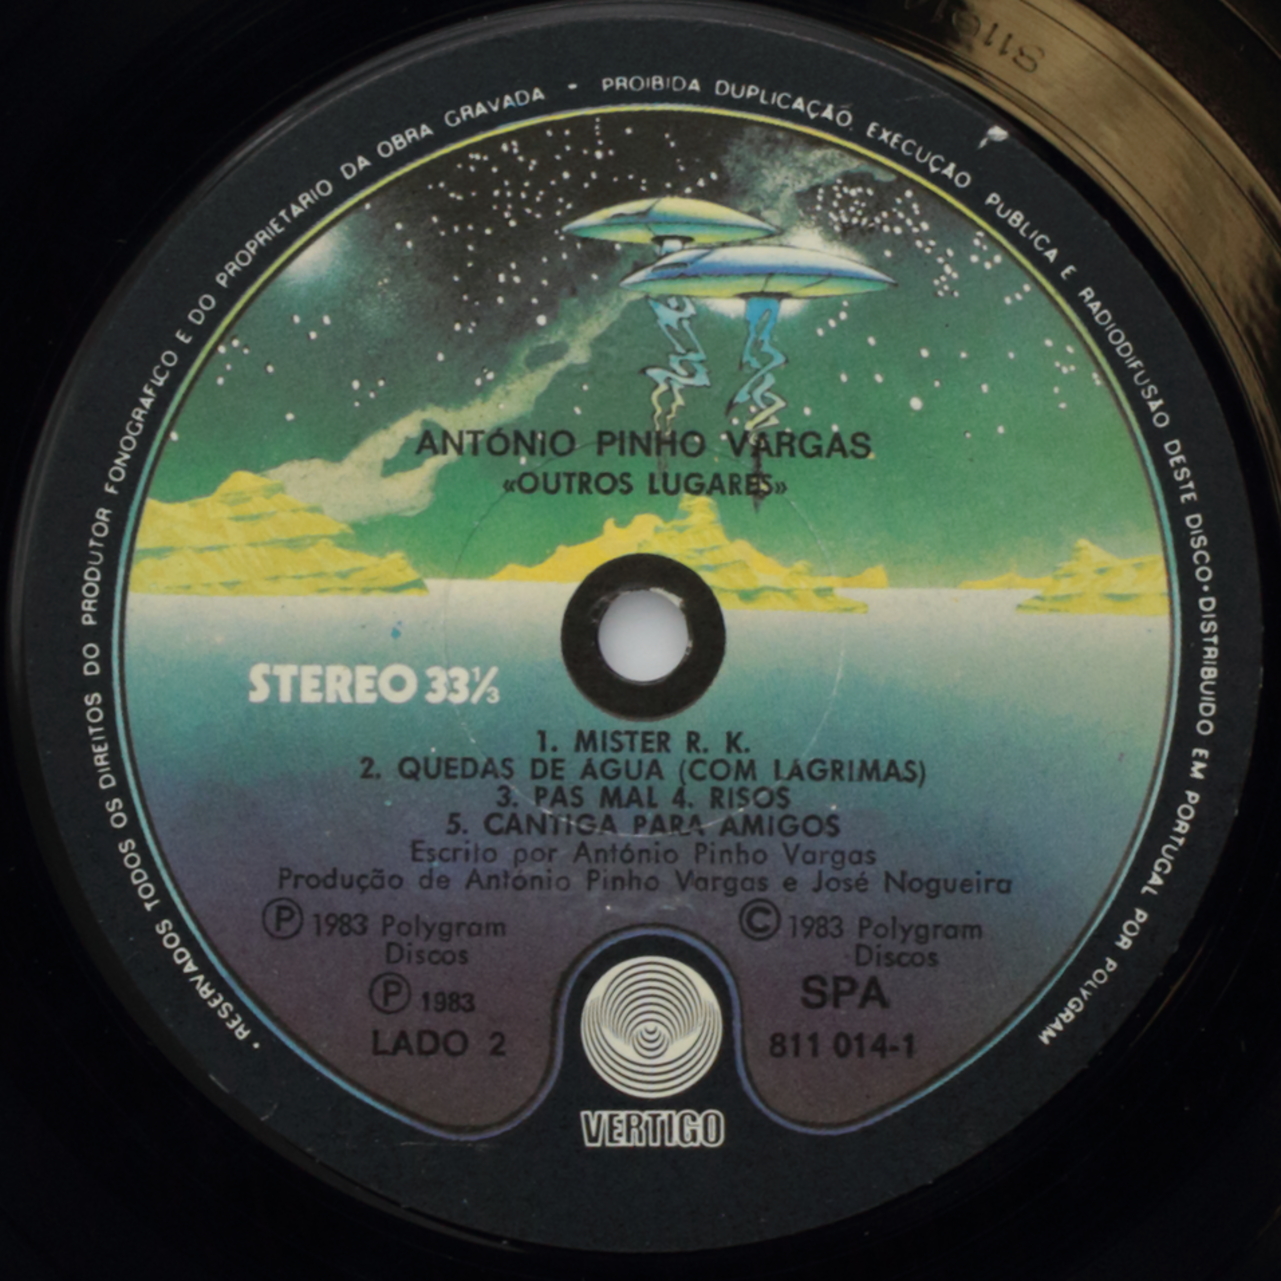 • RESERVADOS TODOS OS DIREITOS DO PRODUTOR FONOGRAFICO E DO PROPRIETARIO DA OBRA GRAVADA - PROIBIDA DUPLICAÇÃO, EXECUÇÃO PUBLICA E RADIODIFUSÃO DESTE DISCO • DISTRIBUIDO EM PORTUGAL POR POLYGRAM
ANTÓNIO PINHO VARGAS
«OUTROS LUGARES»
STEREO 33⅓
1. MISTER R. K.
2. QUEDAS DE ÁGUA (COM LÁGRIMAS)
3. PAS MAL 4. RISOS
5. CANTIGA PARA AMIGOS
Escrito por António Pinho Vargas
Produção de António Pinho Vargas e José Nogueira
Ⓟ 1983 Polygram
Discos
© 1983 Polygram
Discos
Ⓟ 1983
SPA
LADO 2
811 014-1
VERTIGO